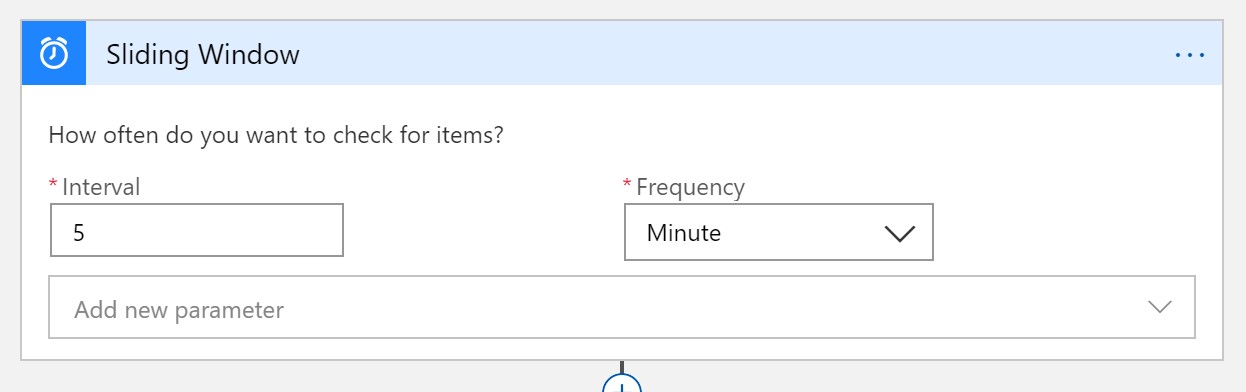 Sliding Window
...
How often do you want to check for items?
* Interval
* Frequency
5
Minute
Add new parameter